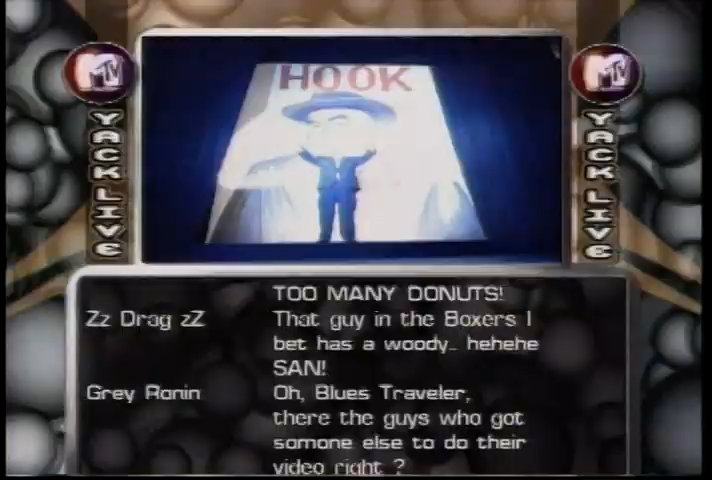 HOOK
MTV
YACK LIVE
MTV
YACK LIVE
TOO MANY DONUTS!
Zz Drag zZ That guy in the Boxers I
bet has a woody.. hehehe
SAN!
Grey Ronin Oh, Blues Traveler,
there the guys who got
somone else to do their
video right ?